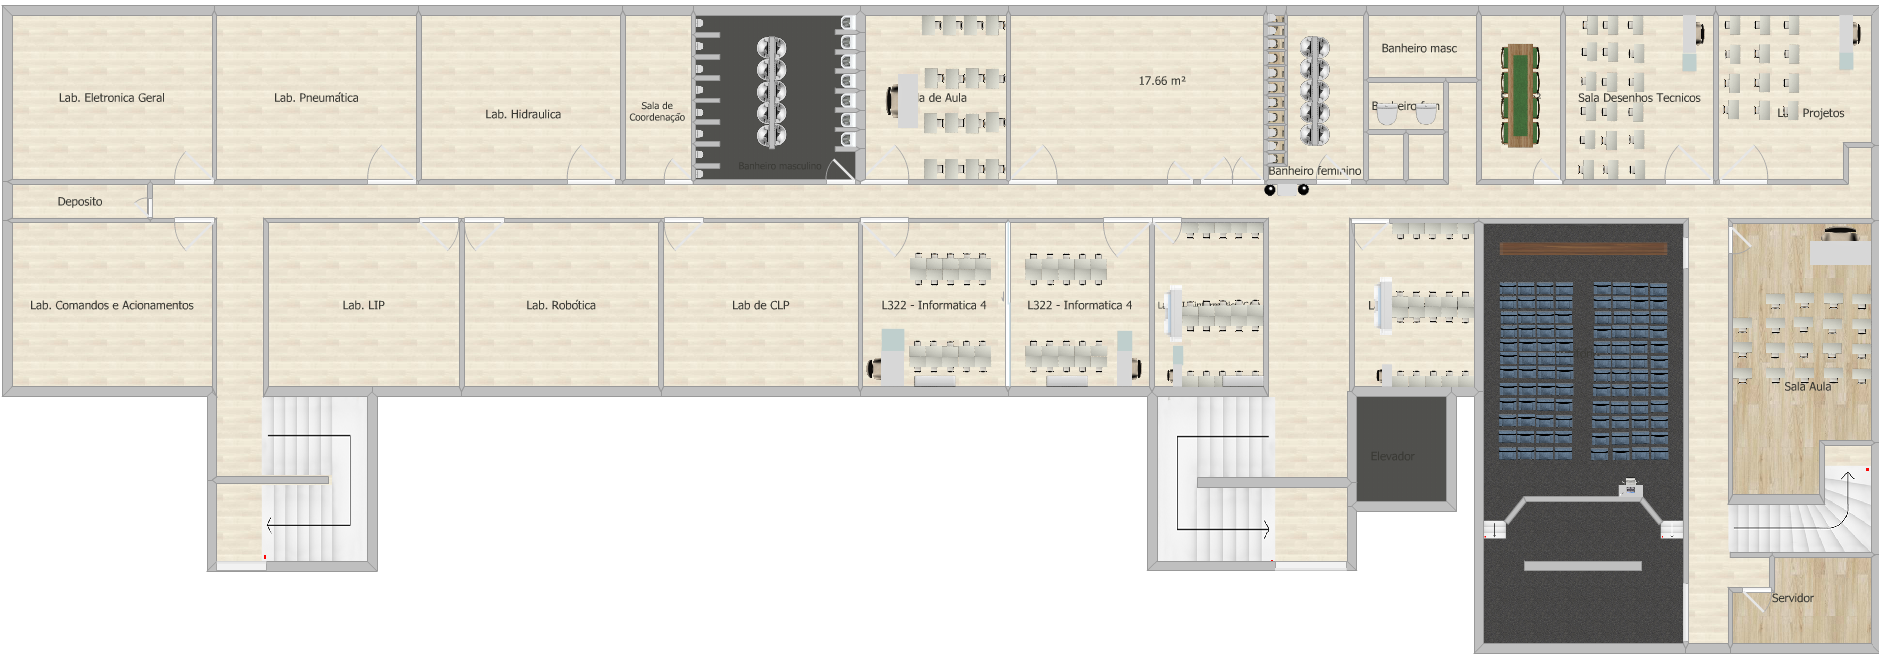 Lab. Eletronica Geral
Lab. Pneumática
Lab. Hidraulica
Sala de
Coordenação
Banheiro masculino
de Aula
17.66 m²
Banheiro feminino
Banheiro masc
Sala Desenhos Tecnicos
Projetos
Deposito
Lab. Comandos e Acionamentos
Lab. LIP
Lab. Robótica
Lab de CLP
L322 - Informatica 4
L322 - Informatica 4
Elevador
Sala Aula
Servidor